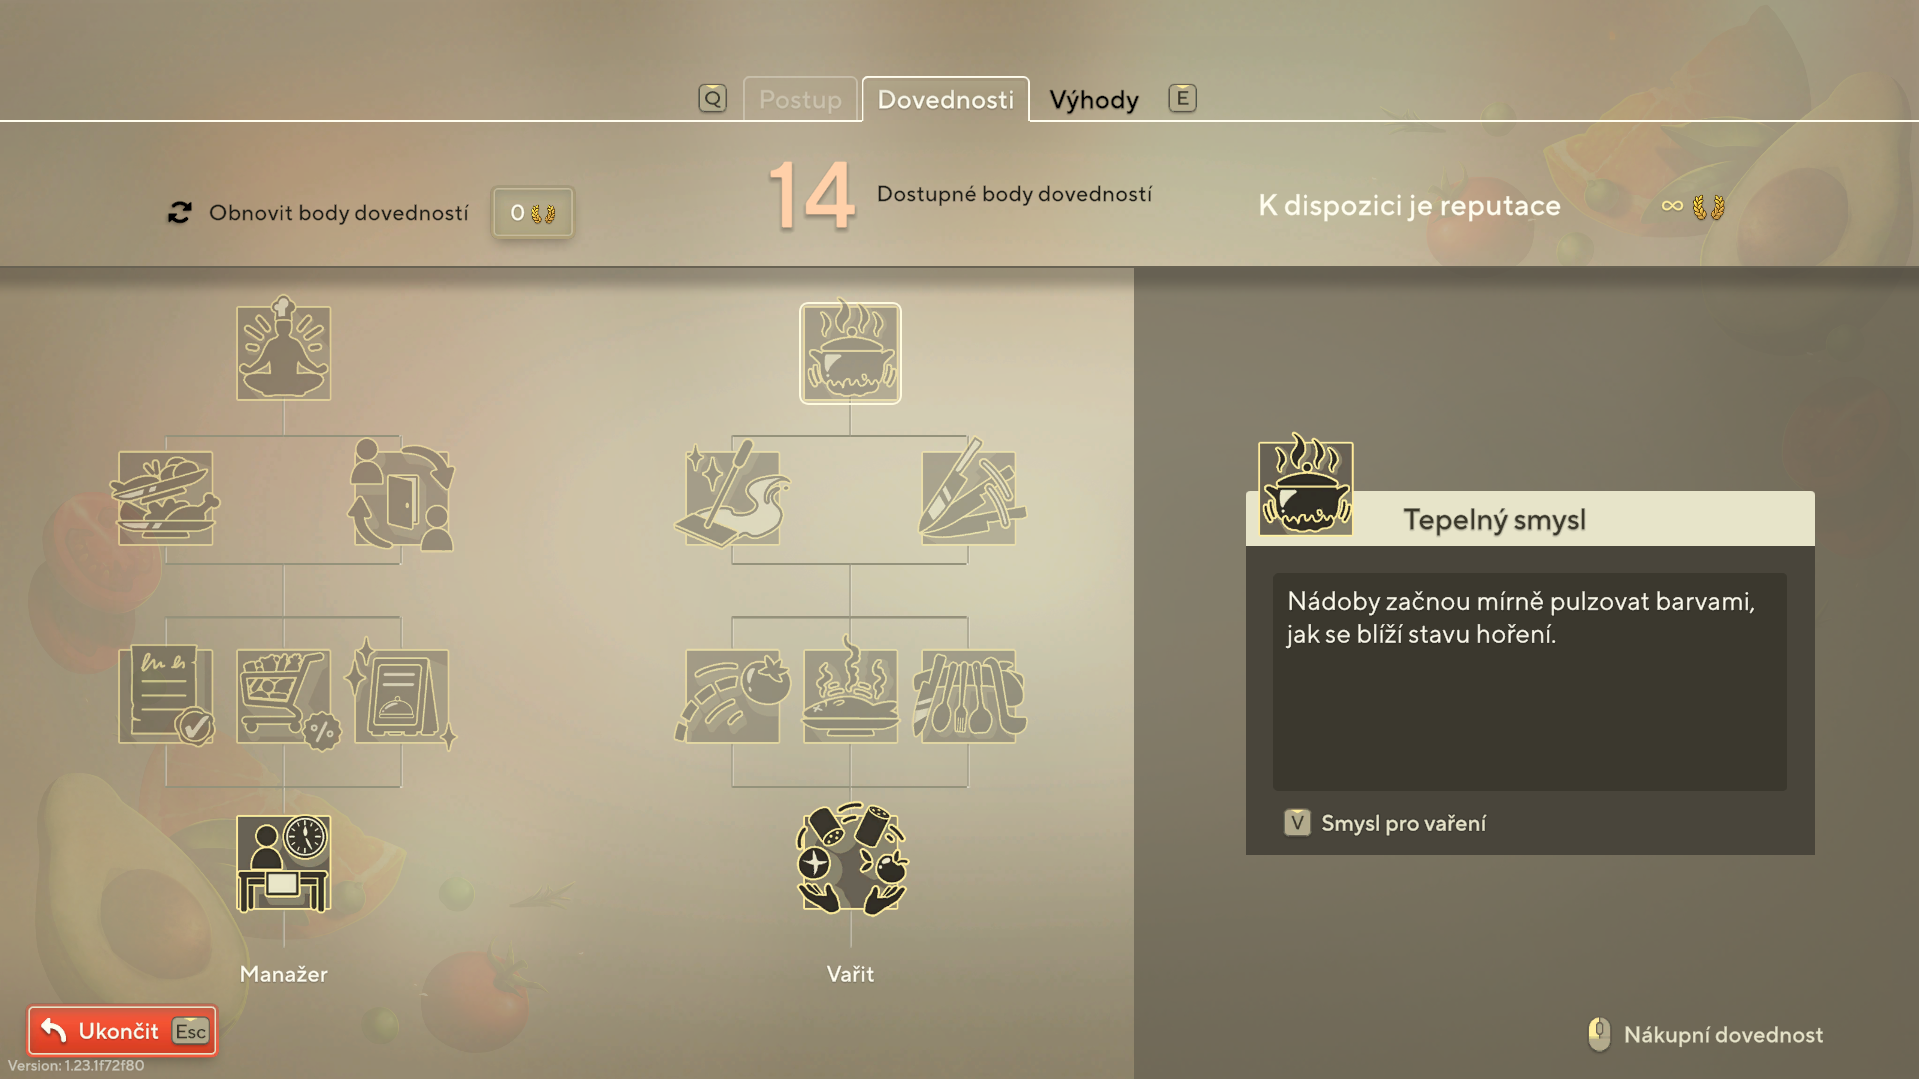 Q
Postup
Dovednosti
Výhody
E
Obnovit body dovedností
0
14
Dostupné body dovedností
K dispozici je reputace
∞
Tepelný smysl
Nádoby začnou mírně pulzovat barvami,
jak se blíží stavu hoření.
V
Smysl pro vaření
Manažer
Vařit
Ukončit
Esc
Nákupní dovednost
Version: 1.23.1f72f80